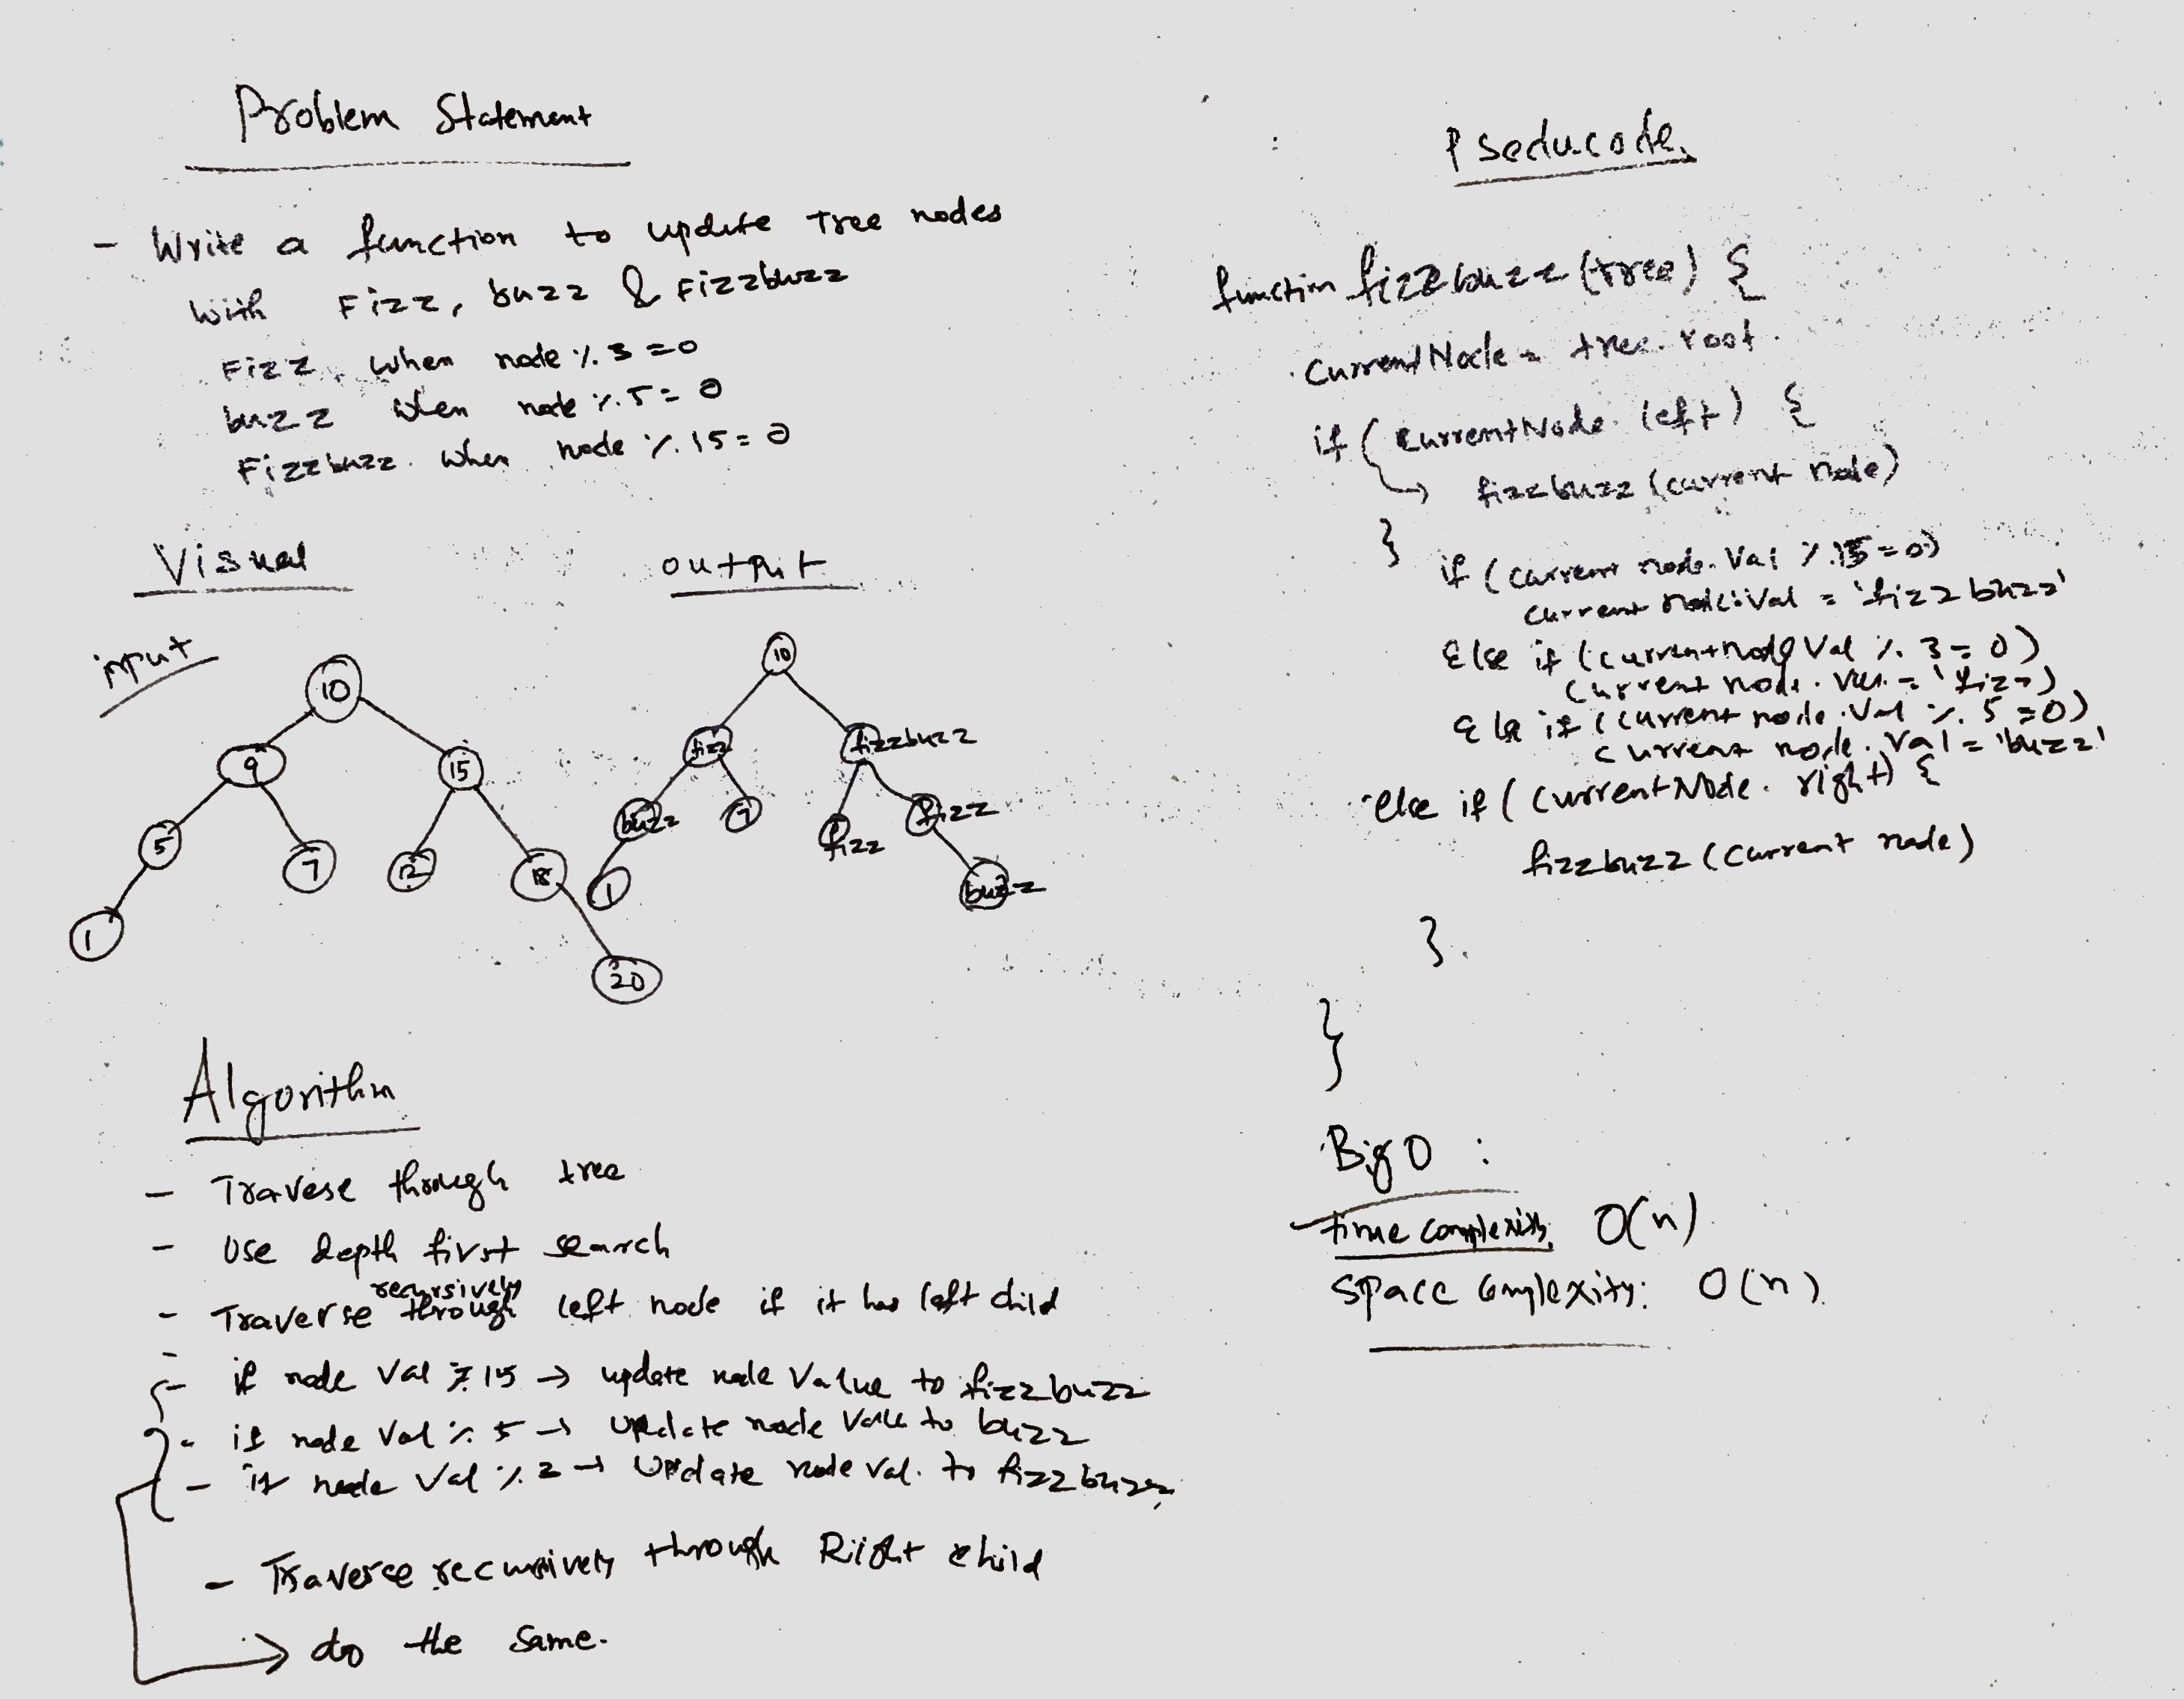 Problem Statement
- Write a function to update Tree nodes
with Fizz, buzz & Fizzbuzz
Fizz when node % 3 = 0
buzz when node % 5 = 0
Fizzbuzz when node % 15 = 0
Visual
input
10
9 15
5 7 12 18
1
20
output
10
fizz fizzbuzz
buzz 7 fizz fizz
1 buzz
Algorithm
- Travese through tree
- Use depth first search
recursively
- Traverse through left node if it has left child
-
- if node val % 15 → update node value to fizzbuzz
- if node val % 5 → update node value to buzz
- if node val % 2 → update node val. to fizzbuzz
- Traverse recursively through Riight child
→ do the same.
Pseducode
function fizzbuzz (tree) {
CurrentNode = tree. root.
if ( CurrentNode. left) {
→ fizzbuzz (current node)
}
if (current node. Val % 15 = 0)
current node. Val = 'fizzbuzz'
Else if (current node Val % 3 = 0)
Current node. Val = 'fizz)
Else if (current node. Val % 5 = 0)
Current node. Val = 'buzz'
else if ( CurrentNode. right) {
fizzbuzz (Current node)
}
}
Big O :
time complexity O(n)
Space complexity: O(n)